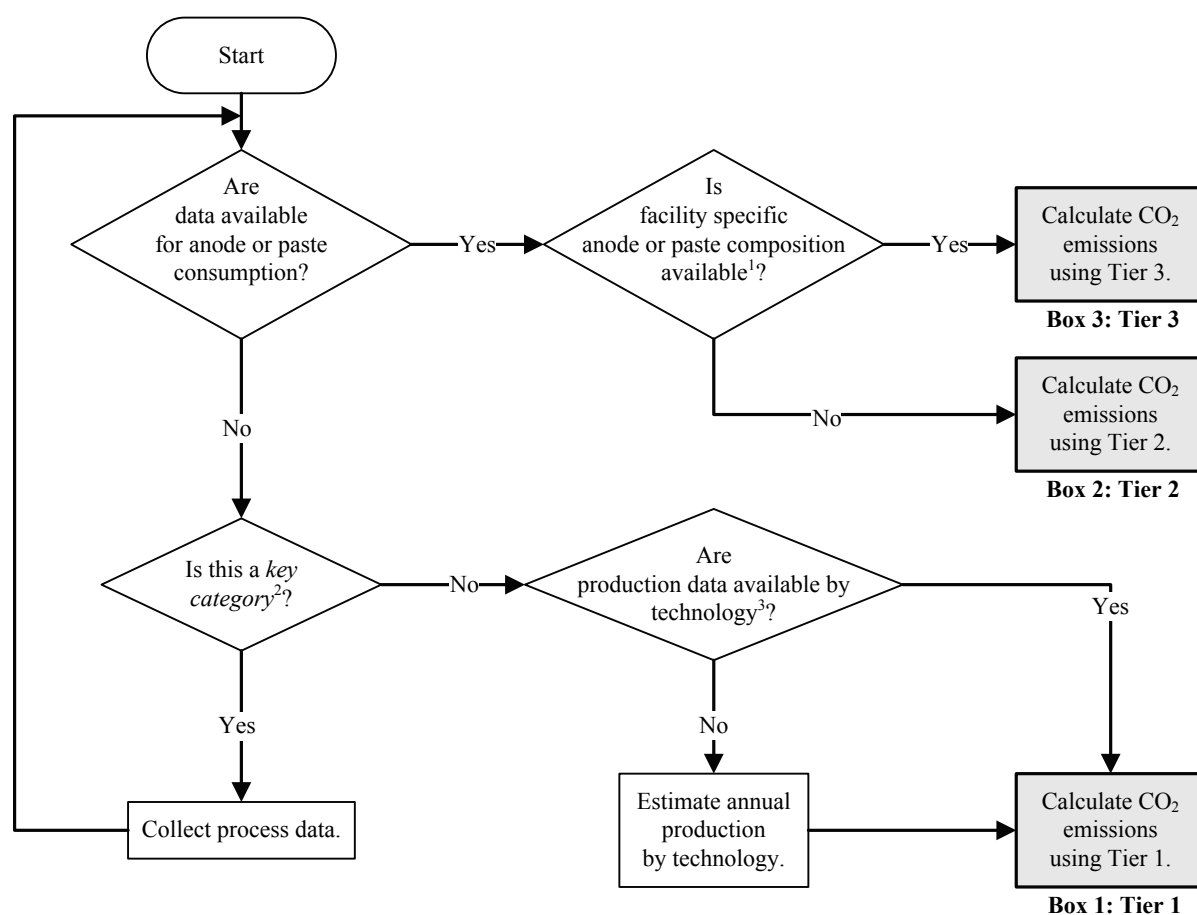 Start
Are
data available
for anode or paste
consumption?
Yes
Is
facility specific
anode or paste composition
available¹?
Yes
Calculate CO₂
emissions
using Tier 3.
Box 3: Tier 3
No
Calculate CO₂
emissions
using Tier 2.
Box 2: Tier 2
No
Is this a key
category²?
No
Are
production data available by
technology³?
Yes
Yes
No
Collect process data.
Estimate annual
production
by technology.
Calculate CO₂
emissions
using Tier 1.
Box 1: Tier 1